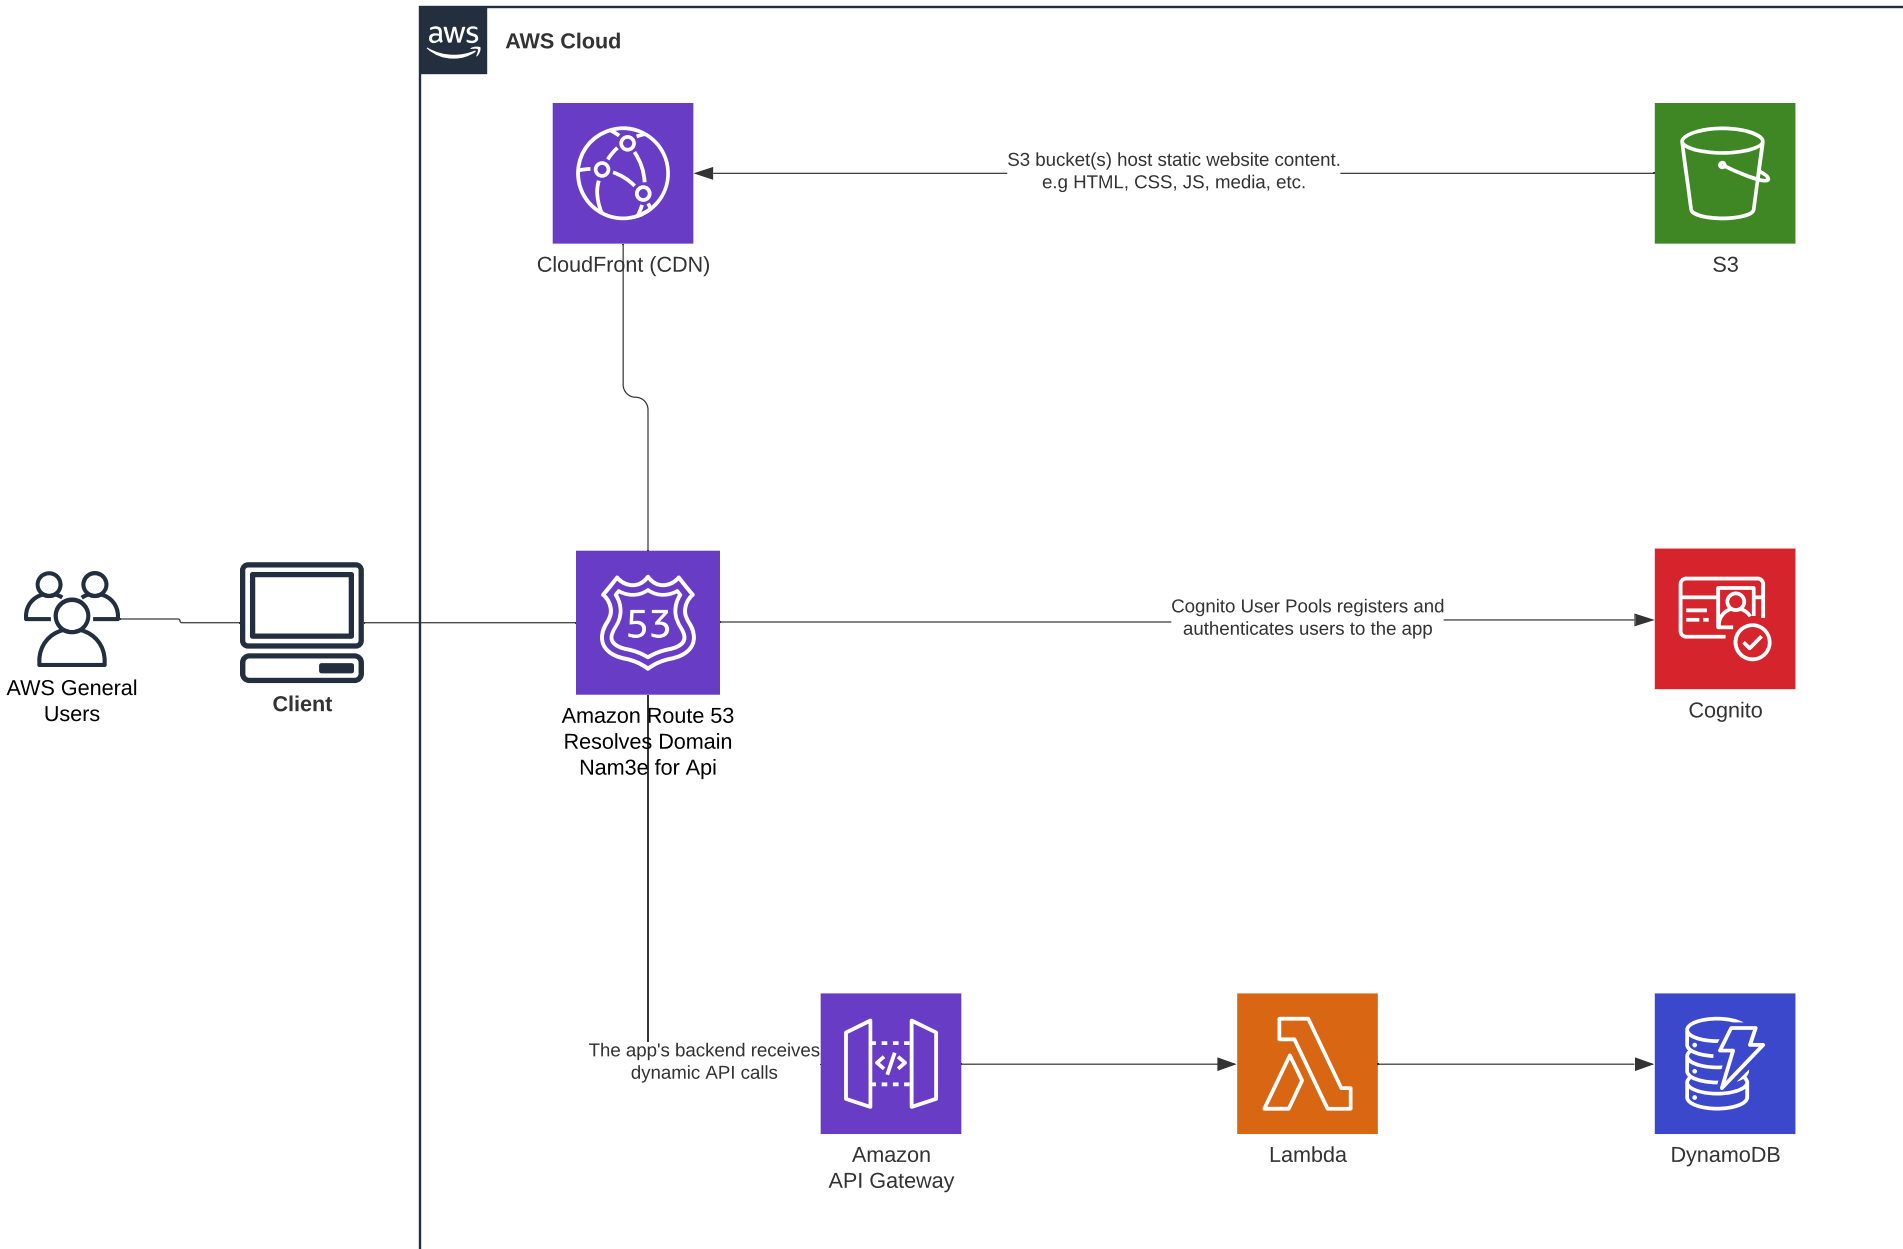 aws
AWS Cloud
S3 bucket(s) host static website content.
e.g HTML, CSS, JS, media, etc.
CloudFront (CDN)
S3
53
Cognito User Pools registers and
authenticates users to the app
AWS General
Users
Client
Amazon Route 53
Resolves Domain
Nam3e for Api
Cognito
The app's backend receives
dynamic API calls
</>
Amazon
API Gateway
Lambda
DynamoDB